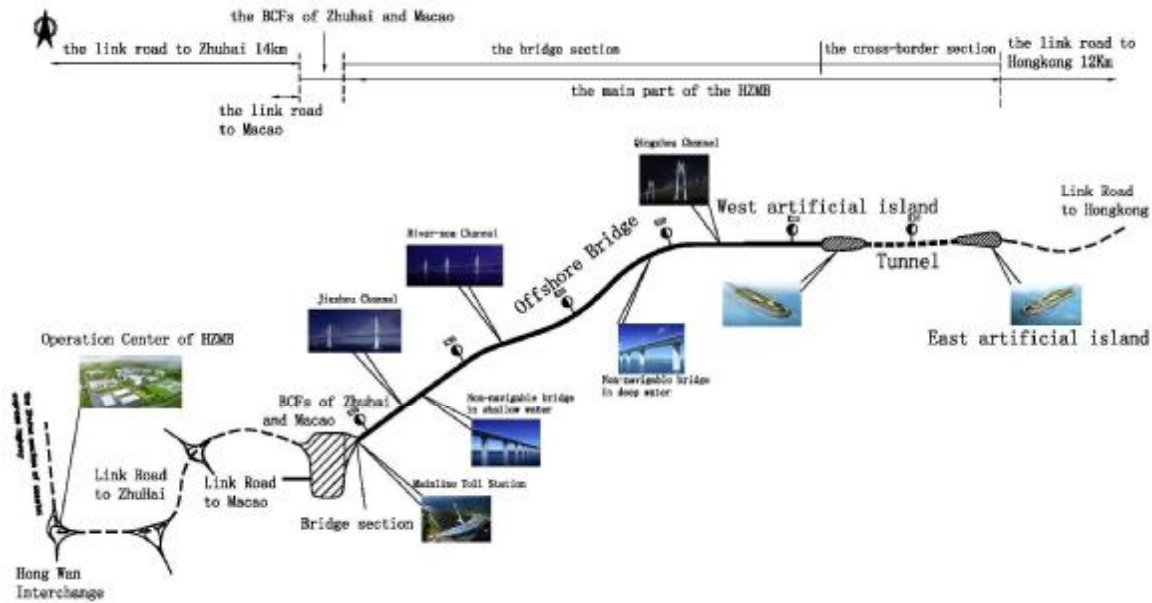 the BCFs of Zhuhai and Macao
the link road to Zhuhai 14km
the bridge section
the cross-border section
the link road to
Hongkong 12Km
the link road
to Macao
the main part of the HZMB
Qingzhou Channel
West artificial island
Link Road
to Hongkong
River-sea Channel
Offshore Bridge
Tunnel
Jiuzhou Channel
East artificial island
Operation Center of HZMB
Non-navigable bridge
in deep water
BCFs of Zhuhai
and Macao
Non-navigable bridge
in shallow water
Link Road
to ZhuHai
Link Road
to Macao
Mainline Toll Station
Bridge section
Hong Wan
Interchange